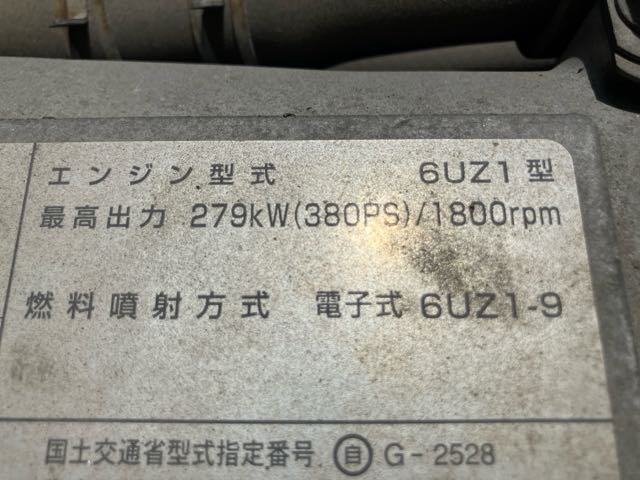 エンジン型式 6UZ1型
最高出力 279kW(380PS)/1800rpm
燃料噴射方式 電子式 6UZ1-9
国土交通省型式指定番号 ㊀自 G-2528